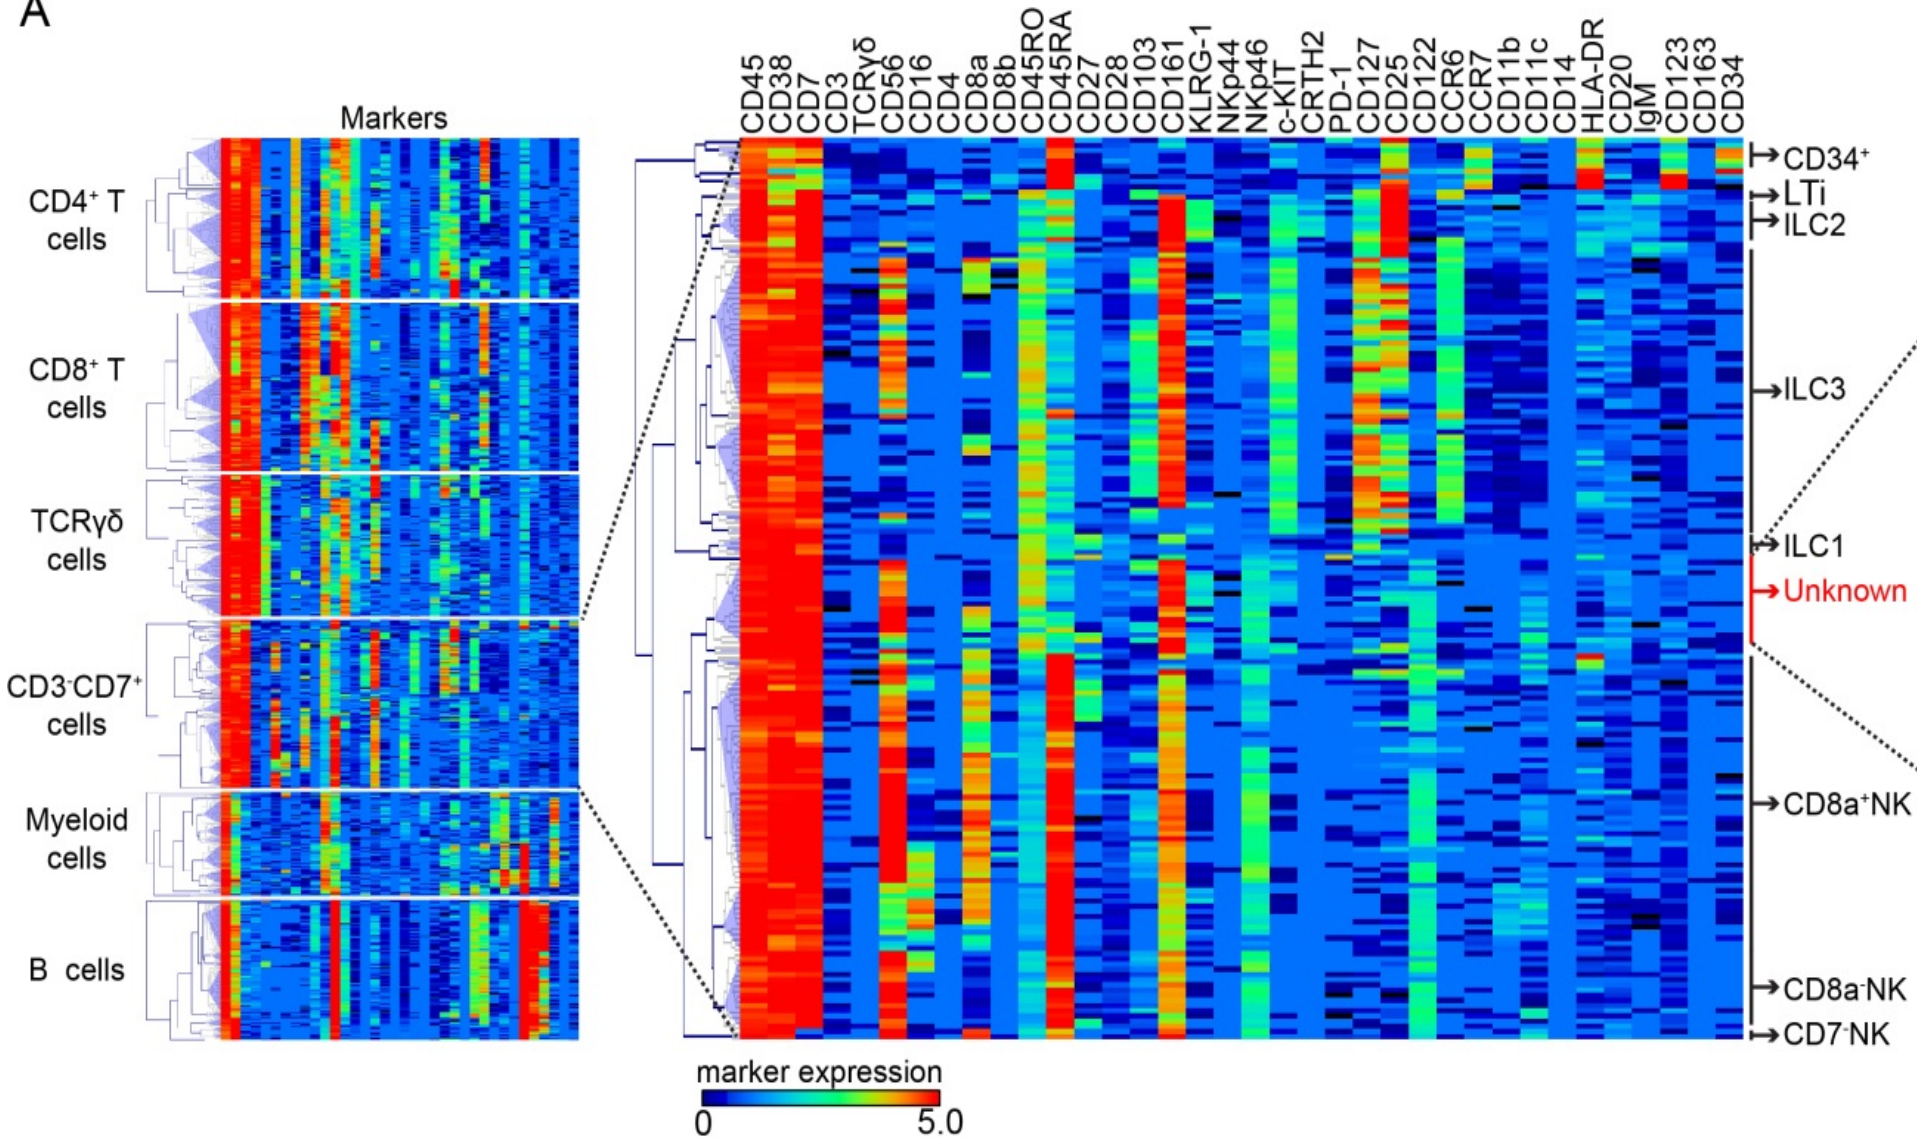 A
Markers
CD4⁺ T
cells
CD8⁺ T
cells
TCRγδ
cells
CD3⁻CD7⁺
cells
Myeloid
cells
B cells
CD45
CD38
CD7
CD3
TCRγδ
CD56
CD16
CD4
CD8a
CD8b
CD45RO
CD45RA
CD27
CD28
CD103
CD161
KLRG-1
NKp44
NKp46
c-KIT
CRTH2
PD-1
CD127
CD25
CD122
CCR6
CCR7
CD11b
CD11c
CD14
HLA-DR
CD20
IgM
CD123
CD163
CD34
CD34⁺
LTi
ILC2
ILC3
ILC1
Unknown
CD8a⁺NK
CD8a⁻NK
CD7⁻NK
marker expression
0 5.0